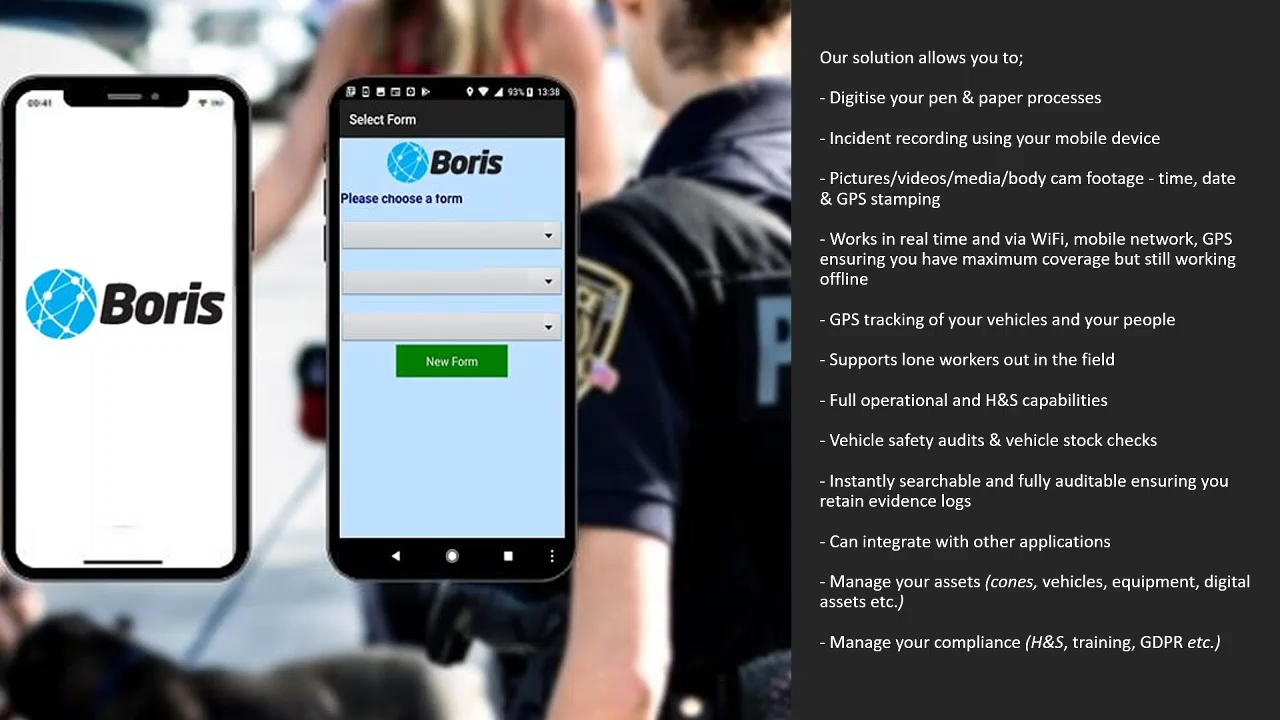 00:41
Boris
93% 13:38
Select Form
Boris
Please choose a form
New Form
P
Our solution allows you to;
- Digitise your pen & paper processes
- Incident recording using your mobile device
- Pictures/videos/media/body cam footage - time, date
& GPS stamping
- Works in real time and via WiFi, mobile network, GPS
ensuring you have maximum coverage but still working
offline
- GPS tracking of your vehicles and your people
- Supports lone workers out in the field
- Full operational and H&S capabilities
- Vehicle safety audits & vehicle stock checks
- Instantly searchable and fully auditable ensuring you
retain evidence logs
- Can integrate with other applications
- Manage your assets (cones, vehicles, equipment, digital
assets etc.)
- Manage your compliance (H&S, training, GDPR etc.)